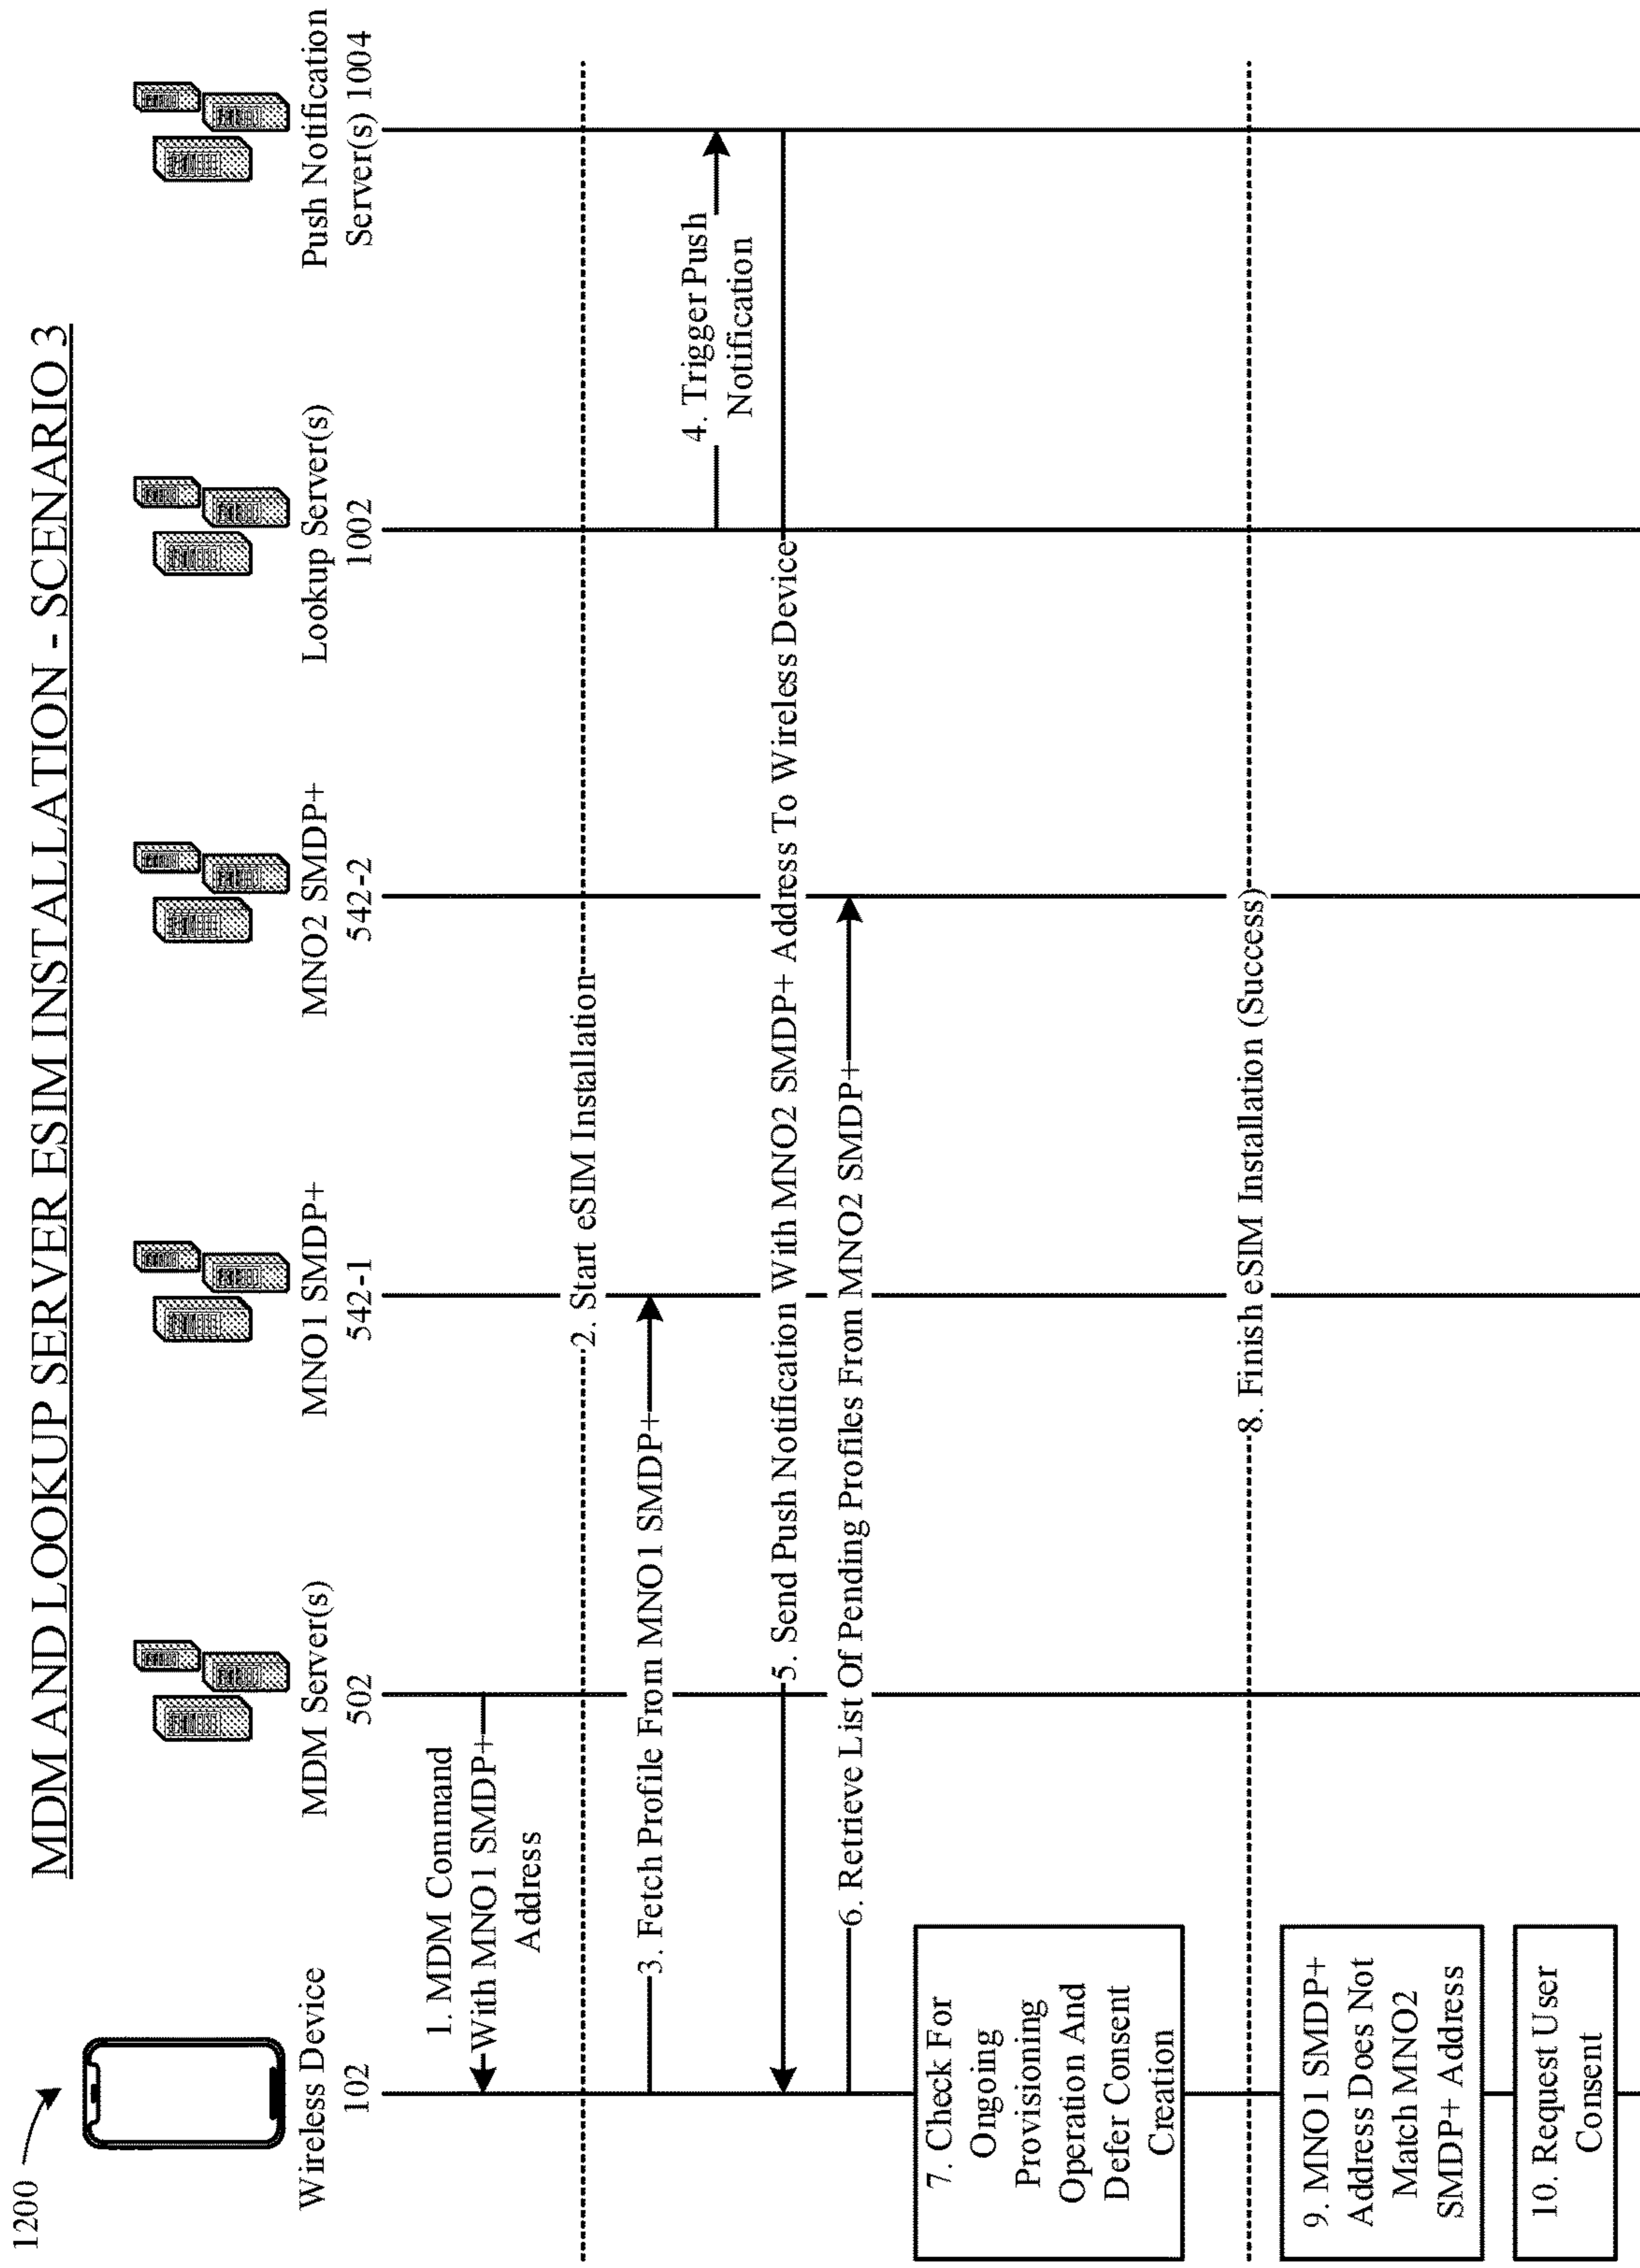 1200
MDM AND LOOKUP SERVER ESIM INSTALLATION - SCENARIO 3
Wireless Device
102
MDM Server(s)
502
MNO1 SMDP+
542-1
MNO2 SMDP+
542-2
Lookup Server(s)
1002
Push Notification
Server(s) 1004
1. MDM Command
With MNO1 SMDP+
Address
2. Start eSIM Installation
3. Fetch Profile From MNO1 SMDP+
4. Trigger Push
Notification
5. Send Push Notification With MNO2 SMDP+ Address To Wireless Device
6. Retrieve List Of Pending Profiles From MNO2 SMDP+
7. Check For
Ongoing
Provisioning
Operation And
Defer Consent
Creation
8. Finish eSIM Installation (Success)
9. MNO1 SMDP+
Address Does Not
Match MNO2
SMDP+ Address
10. Request User
Consent